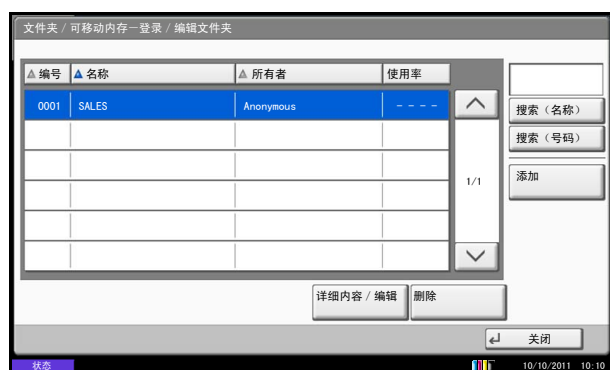 文件夹 / 可移动内存－登录 / 编辑文件夹
编号 名称 所有者 使用率
0001 SALES Anonymous - - - -
搜索（名称）
搜索（号码）
1/1
添加
详细内容 / 编辑 删除
关闭
状态 10/10/2011 10:10